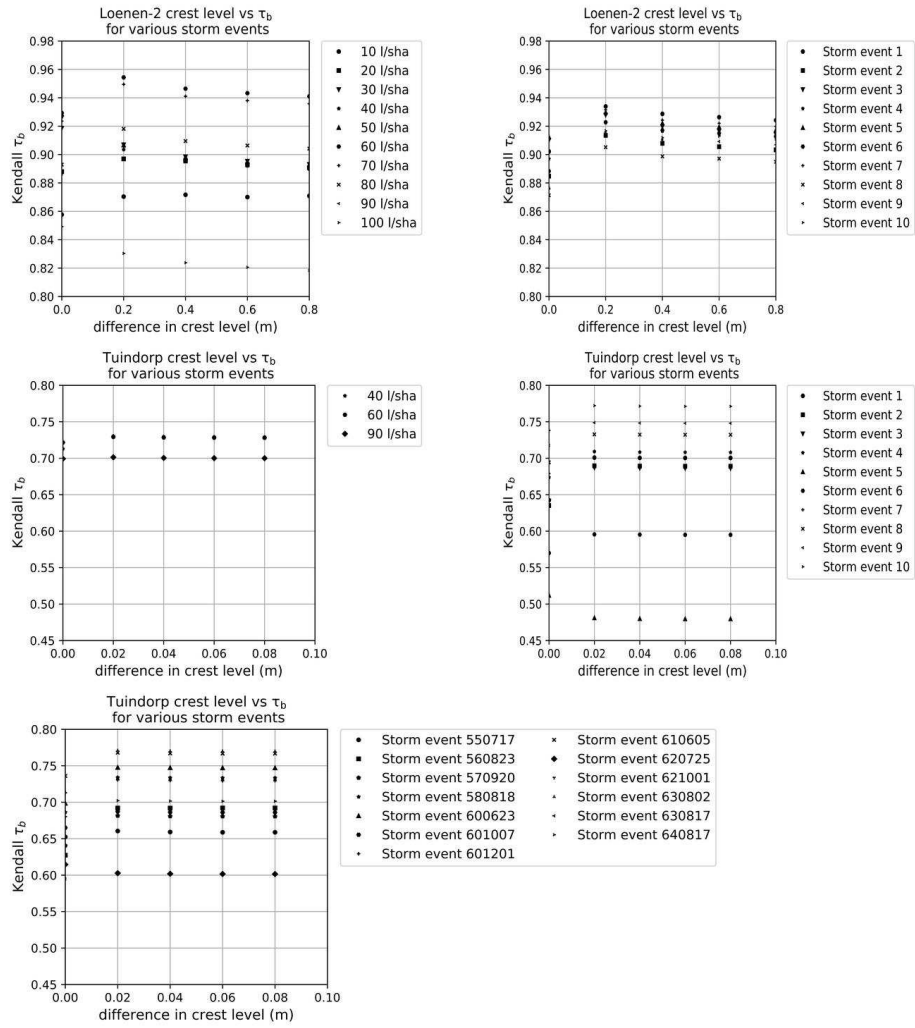 Loenen-2 crest level vs τb
for various storm events
0.98
0.96
0.94
0.92
0.90
0.88
0.86
0.84
0.82
0.80
Kendall τb
0.0 0.2 0.4 0.6 0.8
difference in crest level (m)
10 l/sha
20 l/sha
30 l/sha
40 l/sha
50 l/sha
60 l/sha
70 l/sha
80 l/sha
90 l/sha
100 l/sha
Loenen-2 crest level vs τb
for various storm events
0.98
0.96
0.94
0.92
0.90
0.88
0.86
0.84
0.82
0.80
Kendall τb
0.0 0.2 0.4 0.6 0.8
difference in crest level (m)
Storm event 1
Storm event 2
Storm event 3
Storm event 4
Storm event 5
Storm event 6
Storm event 7
Storm event 8
Storm event 9
Storm event 10
Tuindorp crest level vs τb
for various storm events
0.80
0.75
0.70
0.65
0.60
0.55
0.50
0.45
Kendall τb
0.00 0.02 0.04 0.06 0.08 0.10
difference in crest level (m)
40 l/sha
60 l/sha
90 l/sha
Tuindorp crest level vs τb
for various storm events
0.80
0.75
0.70
0.65
0.60
0.55
0.50
0.45
Kendall τb
0.00 0.02 0.04 0.06 0.08 0.10
difference in crest level (m)
Storm event 1
Storm event 2
Storm event 3
Storm event 4
Storm event 5
Storm event 6
Storm event 7
Storm event 8
Storm event 9
Storm event 10
Tuindorp crest level vs τb
for various storm events
0.80
0.75
0.70
0.65
0.60
0.55
0.50
0.45
Kendall τb
0.00 0.02 0.04 0.06 0.08 0.10
difference in crest level (m)
Storm event 550717
Storm event 560823
Storm event 570920
Storm event 580818
Storm event 600623
Storm event 601007
Storm event 601201
Storm event 610605
Storm event 620725
Storm event 621001
Storm event 630802
Storm event 630817
Storm event 640817